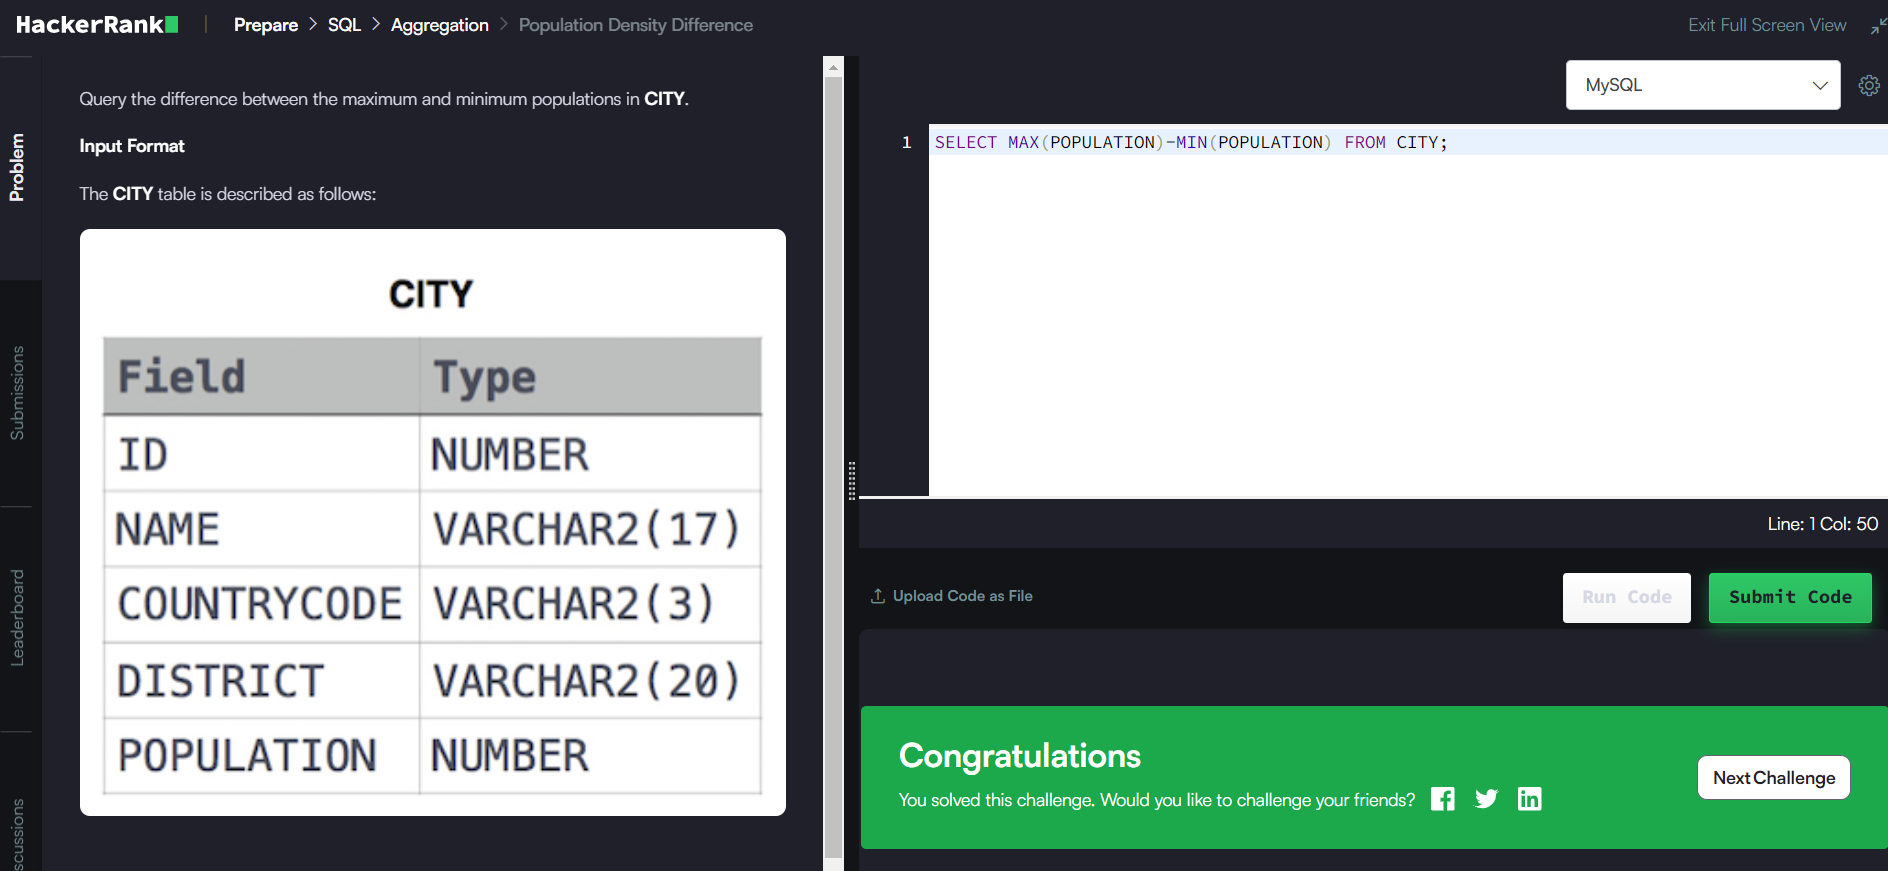 HackerRank
Prepare > SQL > Aggregation > Population Density Difference
Exit Full Screen View
Problem
Submissions
Leaderboard
Query the difference between the maximum and minimum populations in CITY.
Input Format
The CITY table is described as follows:
CITY
Field Type
ID NUMBER
NAME VARCHAR2(17)
COUNTRYCODE VARCHAR2(3)
DISTRICT VARCHAR2(20)
POPULATION NUMBER
MySQL
1 SELECT MAX(POPULATION)-MIN(POPULATION) FROM CITY;
Line: 1 Col: 50
Upload Code as File
Run Code
Submit Code
Congratulations
You solved this challenge. Would you like to challenge your friends?
Next Challenge